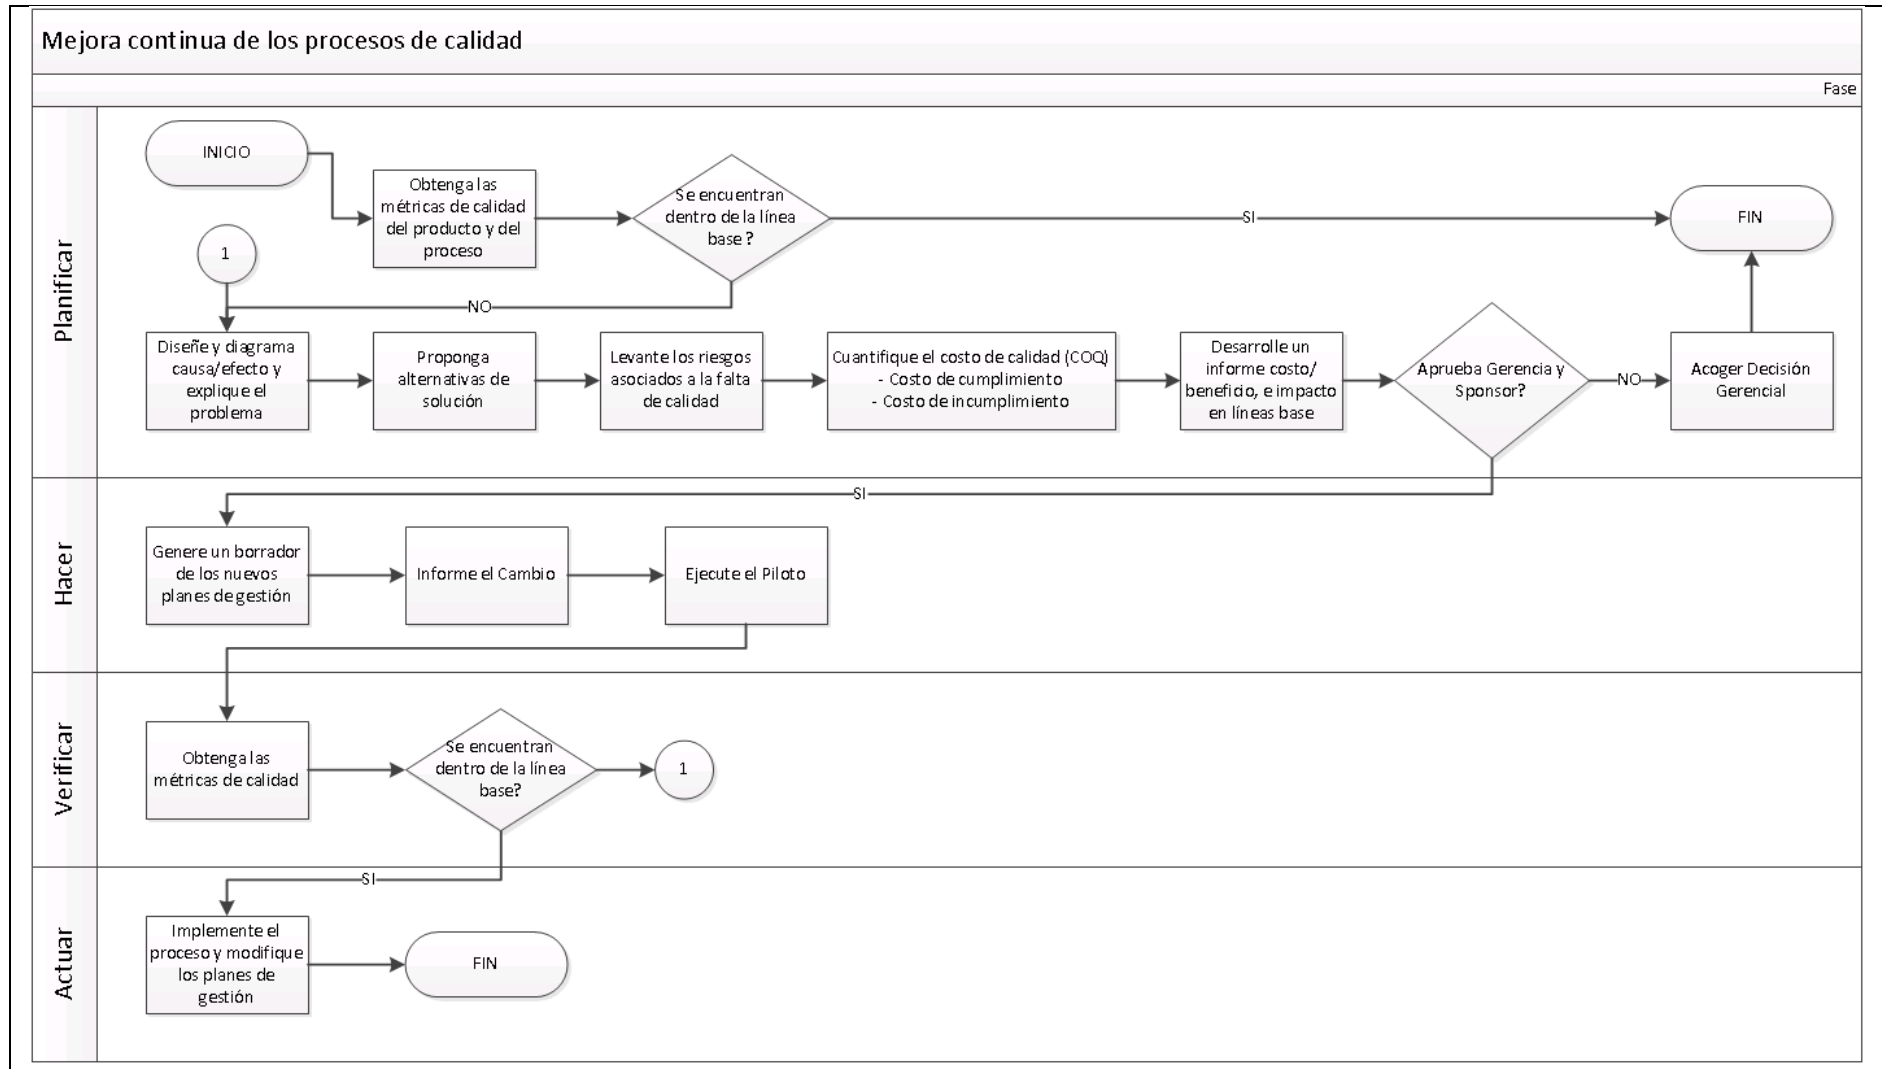 Mejora continua de los procesos de calidad
Fase
Planificar
INICIO
Obtenga las
métricas de calidad
del producto y del
proceso
Se encuentran
dentro de la línea
base ?
SI
FIN
1
NO
Diseñe y diagrama
causa/efecto y
explique el
problema
Proponga
alternativas de
solución
Levante los riesgos
asociados a la falta
de calidad
Cuantifique el costo de calidad (COQ)
- Costo de cumplimiento
- Costo de incumplimiento
Desarrolle un
informe costo/
beneficio, e impacto
en líneas base
Aprueba Gerencia y
Sponsor?
NO
Acoger Decisión
Gerencial
Hacer
SI
Genere un borrador
de los nuevos
planes de gestión
Informe el Cambio
Ejecute el Piloto
Verificar
Obtenga las
métricas de calidad
Se encuentran
dentro de la línea
base?
1
Actuar
SI
Implemente el
proceso y modifique
los planes de
gestión
FIN